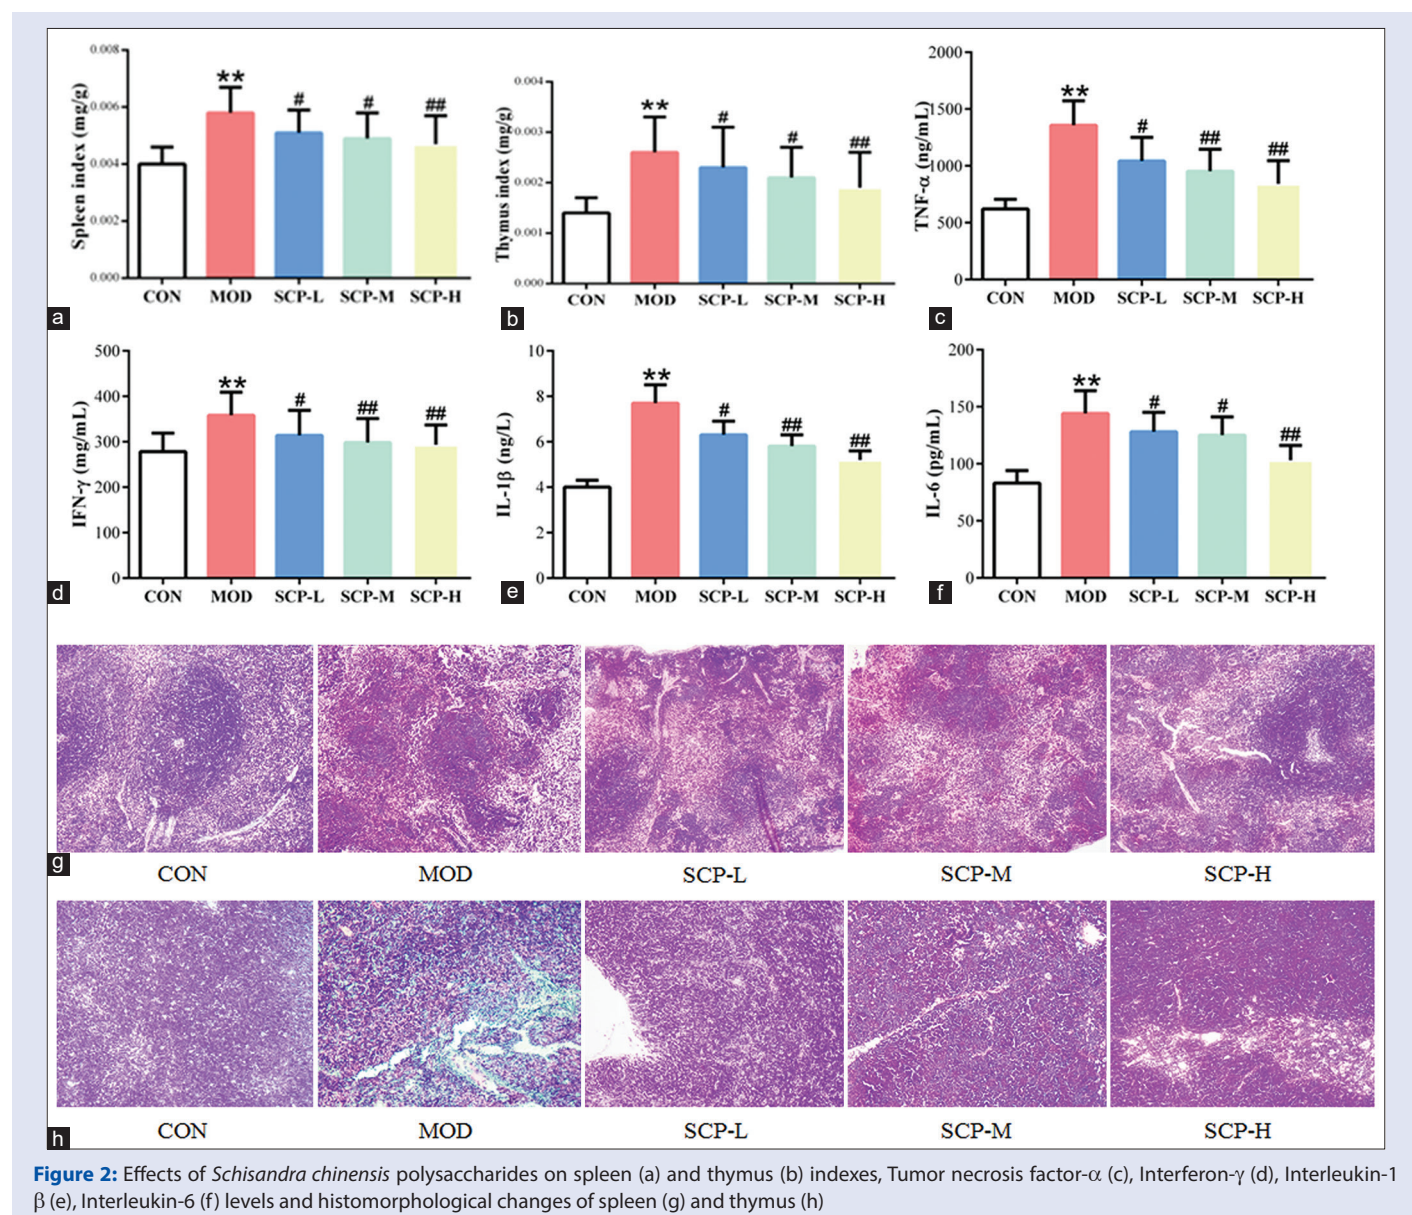 0.008
0.006
0.004
0.002
0.000
Spleen index (mg/g)
**
#
#
##
CON MOD SCP-L SCP-M SCP-H
a
0.004
0.003
0.002
0.001
0.000
Thymus index (mg/g)
**
#
#
##
CON MOD SCP-L SCP-M SCP-H
b
2000
1500
1000
500
0
TNF-α (ng/mL)
**
#
##
##
CON MOD SCP-L SCP-M SCP-H
c
500
400
300
200
100
0
IFN-γ (mg/mL)
**
#
##
##
CON MOD SCP-L SCP-M SCP-H
d
10
8
6
4
2
0
IL-1β (ng/L)
**
#
##
##
CON MOD SCP-L SCP-M SCP-H
e
200
150
100
50
0
IL-6 (pg/mL)
**
#
#
##
CON MOD SCP-L SCP-M SCP-H
f
g
CON MOD SCP-L SCP-M SCP-H
h
CON MOD SCP-L SCP-M SCP-H
Figure 2: Effects of Schisandra chinensis polysaccharides on spleen (a) and thymus (b) indexes, Tumor necrosis factor-α (c), Interferon-γ (d), Interleukin-1
β (e), Interleukin-6 (f) levels and histomorphological changes of spleen (g) and thymus (h)